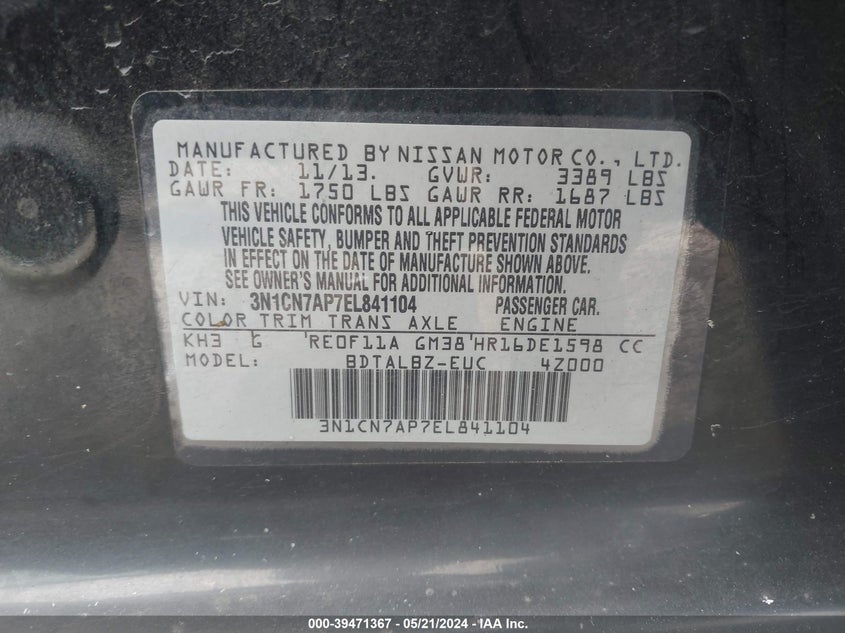 MANUFACTURED BY NISSAN MOTOR CO., LTD.
DATE: 11/13. GVWR: 3389 LBS
GAWR FR: 1750 LBS GAWR RR: 1687 LBS
THIS VEHICLE CONFORMS TO ALL APPLICABLE FEDERAL MOTOR
VEHICLE SAFETY, BUMPER AND THEFT PREVENTION STANDARDS
IN EFFECT ON THE DATE OF MANUFACTURE SHOWN ABOVE.
SEE OWNER'S MANUAL FOR ADDITIONAL INFORMATION.
VIN: 3N1CN7AP7EL841104 PASSENGER CAR.
COLOR TRIM TRANS AXLE ENGINE
KH3 G 'RE0F11A GM38'HR16DE1598 CC
MODEL: BDTALBZ-EUC 4Z000
3N1CN7AP7EL841104
000-39471367 - 05/21/2024 - IAA Inc.